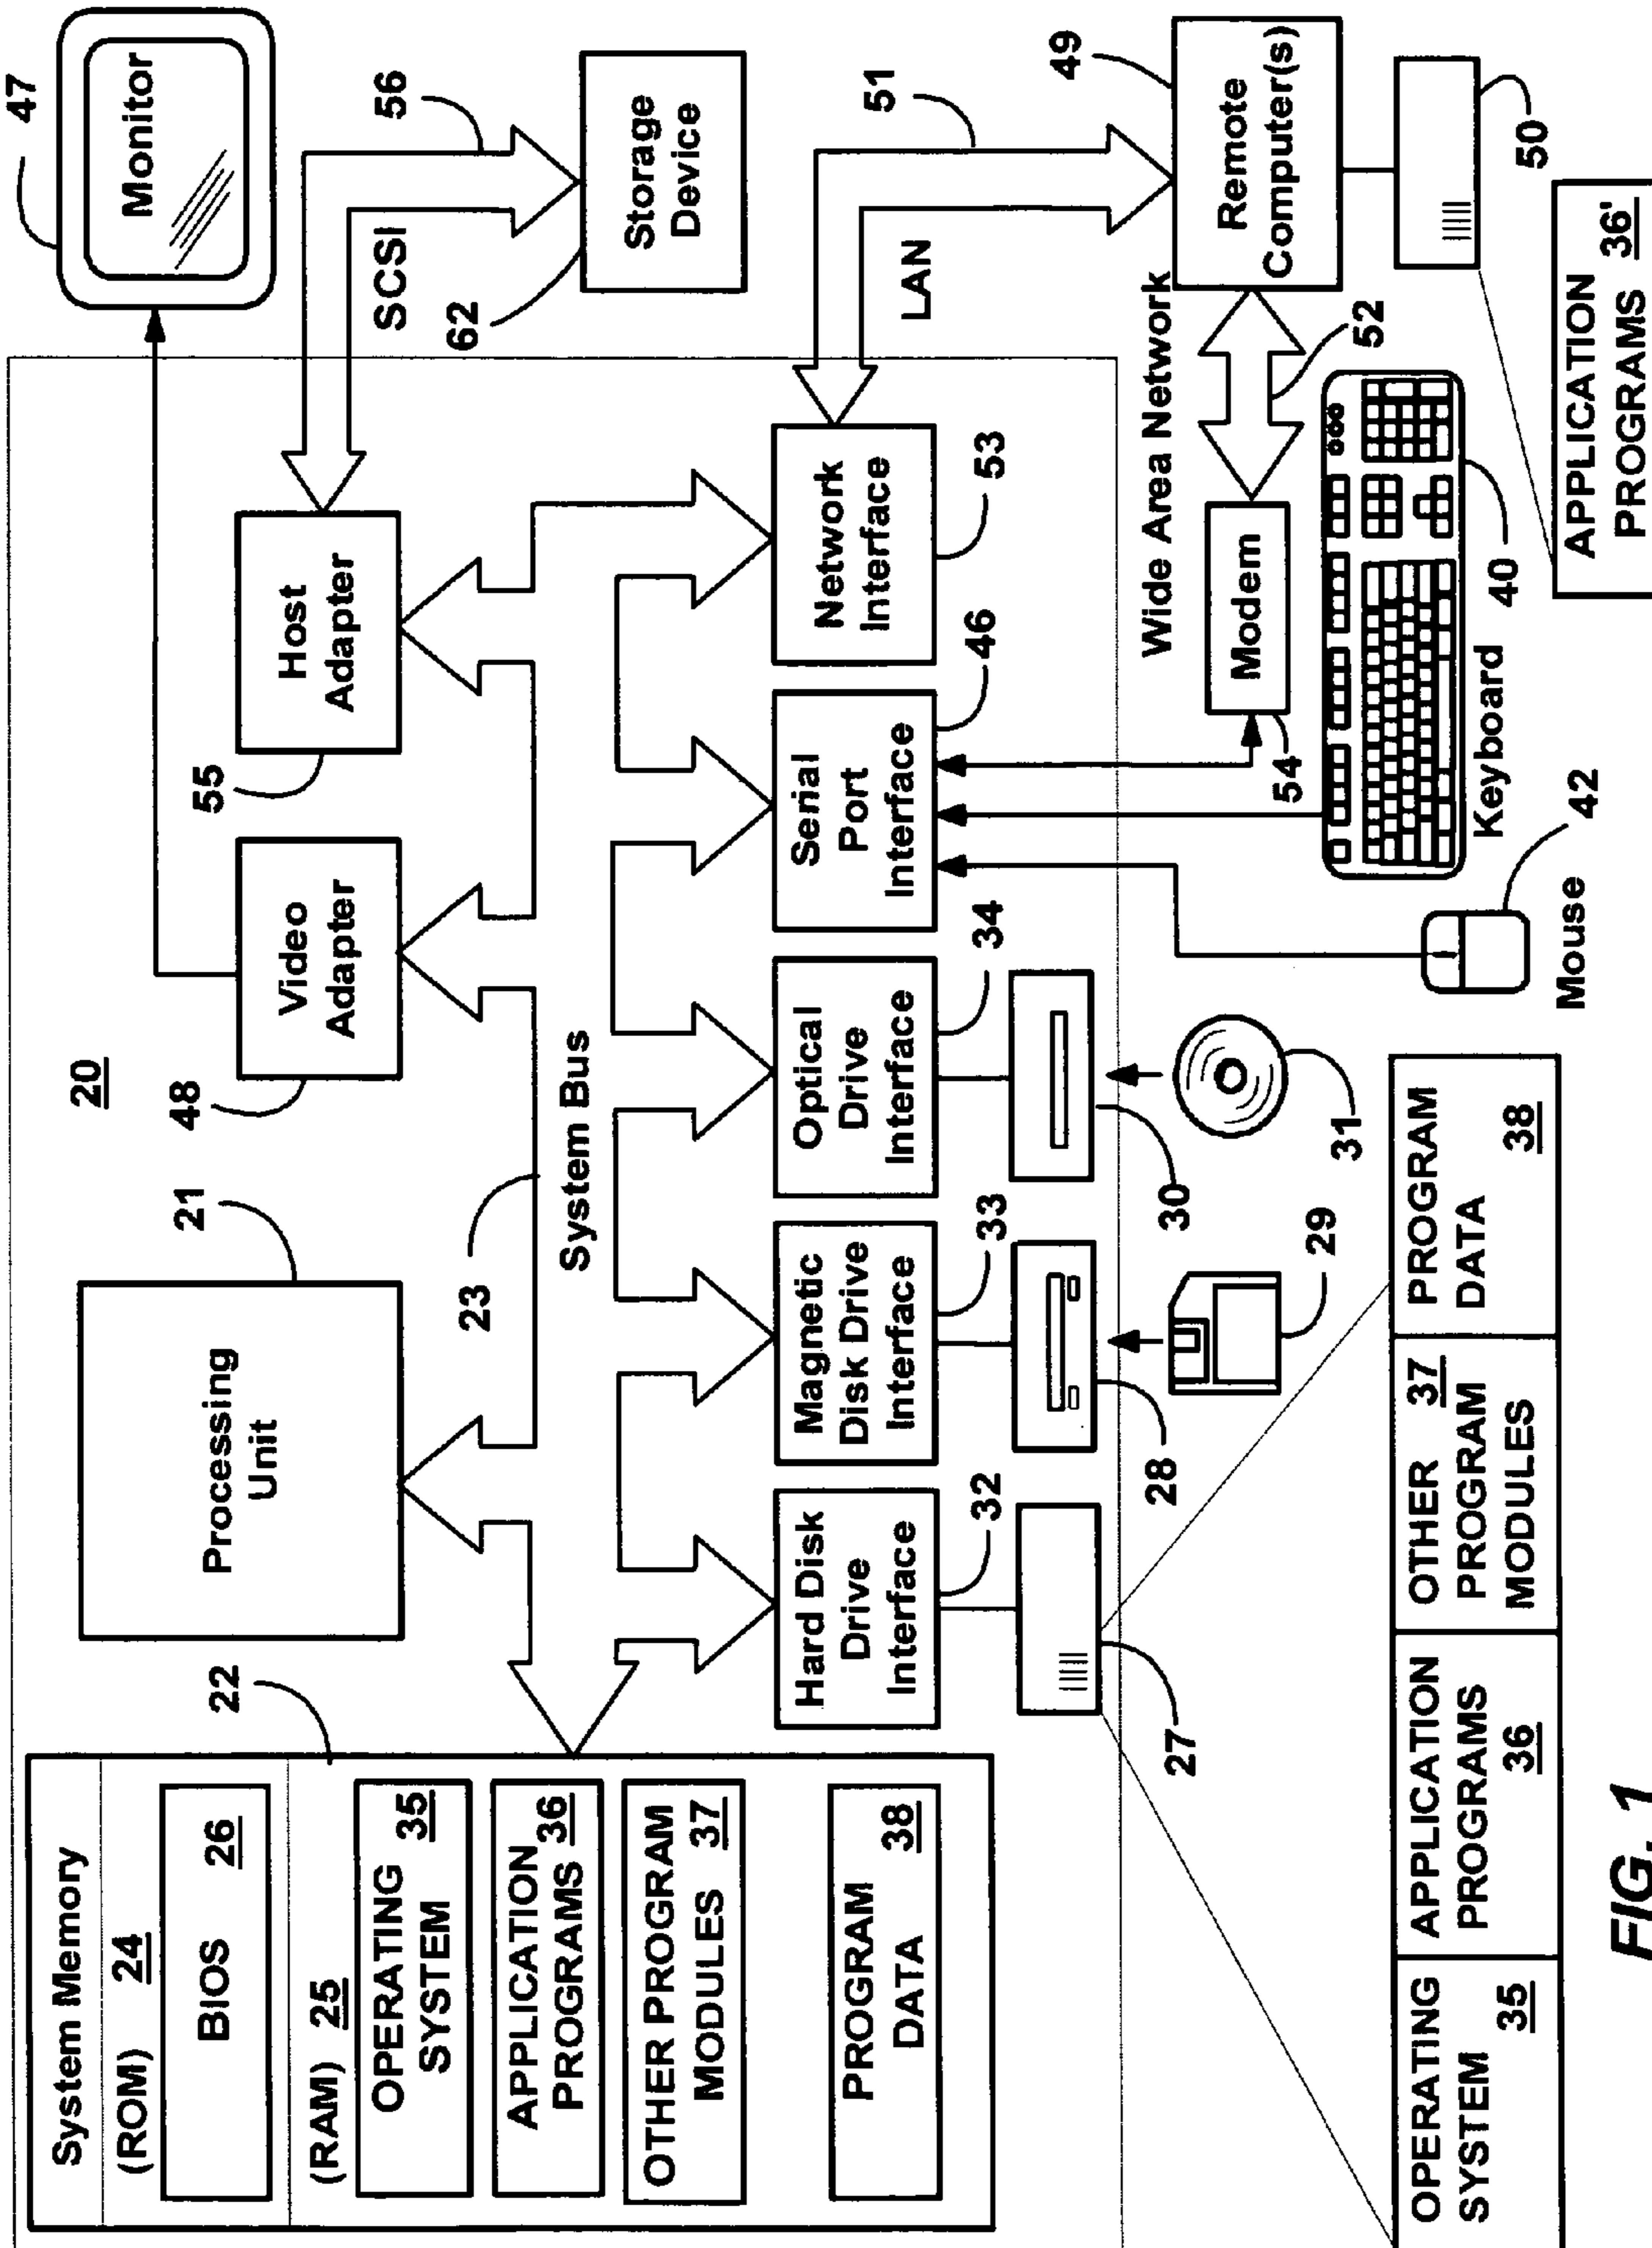 System Memory
(ROM) 24
BIOS 26
(RAM) 25
OPERATING
SYSTEM 35
APPLICATION
PROGRAMS 36
OTHER PROGRAM
MODULES 37
PROGRAM
DATA 38
22
Processing
Unit
21
20
Video
Adapter
48
Host
Adapter
55
Monitor
47
23
System Bus
SCSI
56
Storage
Device
62
Hard Disk
Drive
Interface
32
Magnetic
Disk Drive
Interface
33
Optical
Drive
Interface
34
Serial
Port
Interface
46
Network
Interface
53
LAN
51
27
28
29
30
31
Wide Area Network
Modem
54
52
Remote
Computer(s)
49
50
Keyboard
40
Mouse
42
OPERATING
SYSTEM
35
APPLICATION
PROGRAMS
36
OTHER 37
PROGRAM
MODULES
PROGRAM
DATA
38
APPLICATION
PROGRAMS 36'
FIG. 1